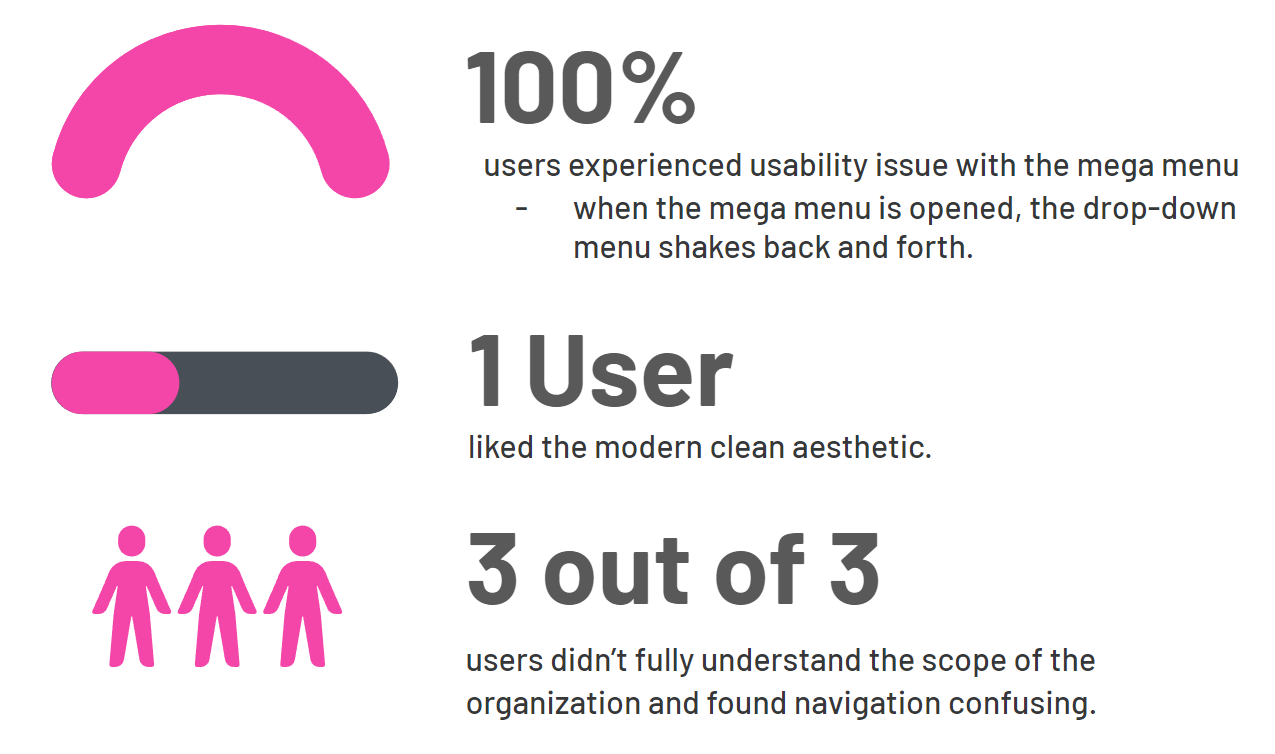 100%
users experienced usability issue with the mega menu
- when the mega menu is opened, the drop-down
menu shakes back and forth.
1 User
liked the modern clean aesthetic.
3 out of 3
users didn’t fully understand the scope of the
organization and found navigation confusing.